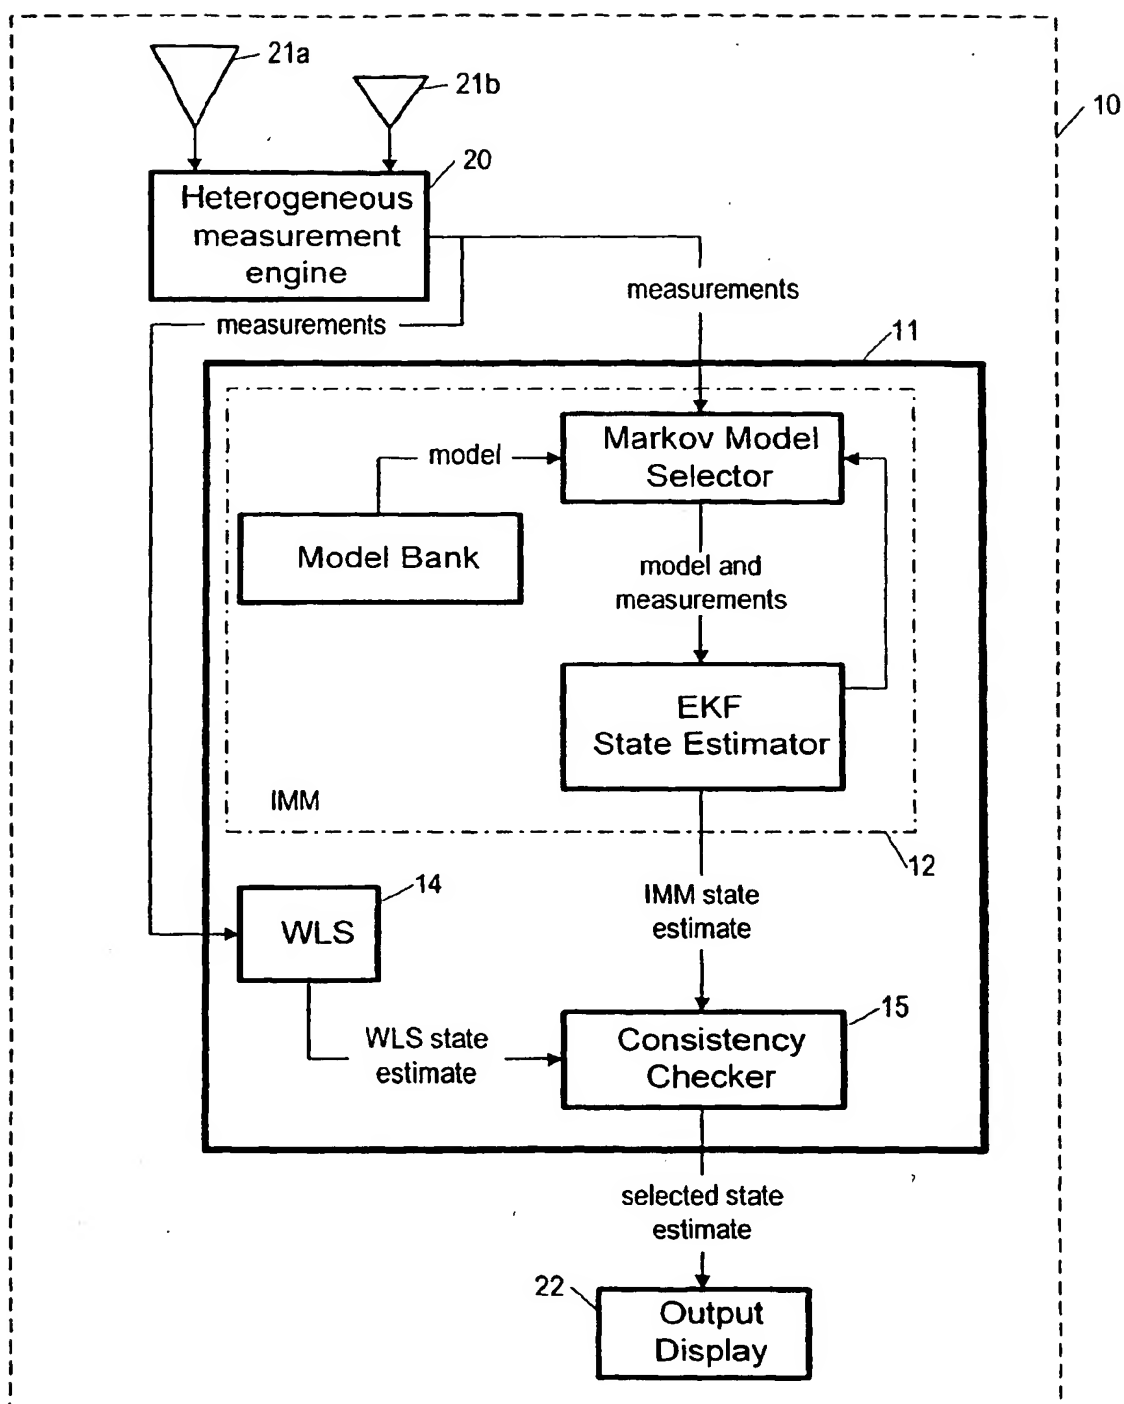 21a
21b
10
20
Heterogeneous
measurement
engine
measurements
measurements
11
Markov Model
Selector
model
Model Bank
model and
measurements
EKF
State Estimator
IMM
12
IMM state
estimate
14
WLS
15
WLS state
estimate
Consistency
Checker
selected state
estimate
22
Output
Display